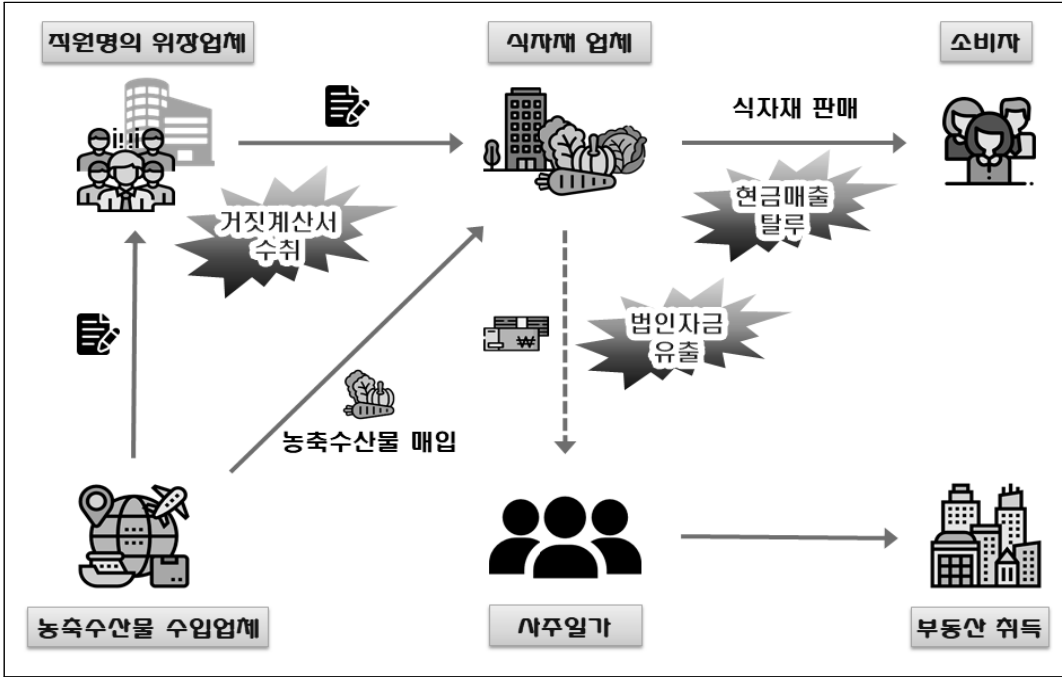 직원명의 위장업체
식자재 업체
소비자
식자재 판매
거짓계산서
수취
현금매출
탈루
법인자금
유출
₩
농축수산물 매입
농축수산물 수입업체
사주일가
부동산 취득